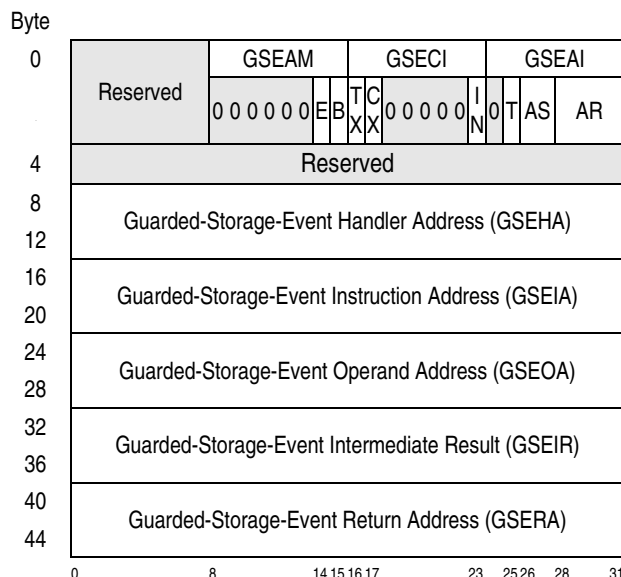 Byte
0
GSEAM GSECI GSEAI
Reserved
0 0 0 0 0 0 E B TX CX 0 0 0 0 0 IN 0 T AS AR
4 Reserved
8
Guarded-Storage-Event Handler Address (GSEHA)
12
16
Guarded-Storage-Event Instruction Address (GSEIA)
20
24
Guarded-Storage-Event Operand Address (GSEOA)
28
32
Guarded-Storage-Event Intermediate Result (GSEIR)
36
40
Guarded-Storage-Event Return Address (GSERA)
44
0 8 14 15 16 17 23 25 26 28 31